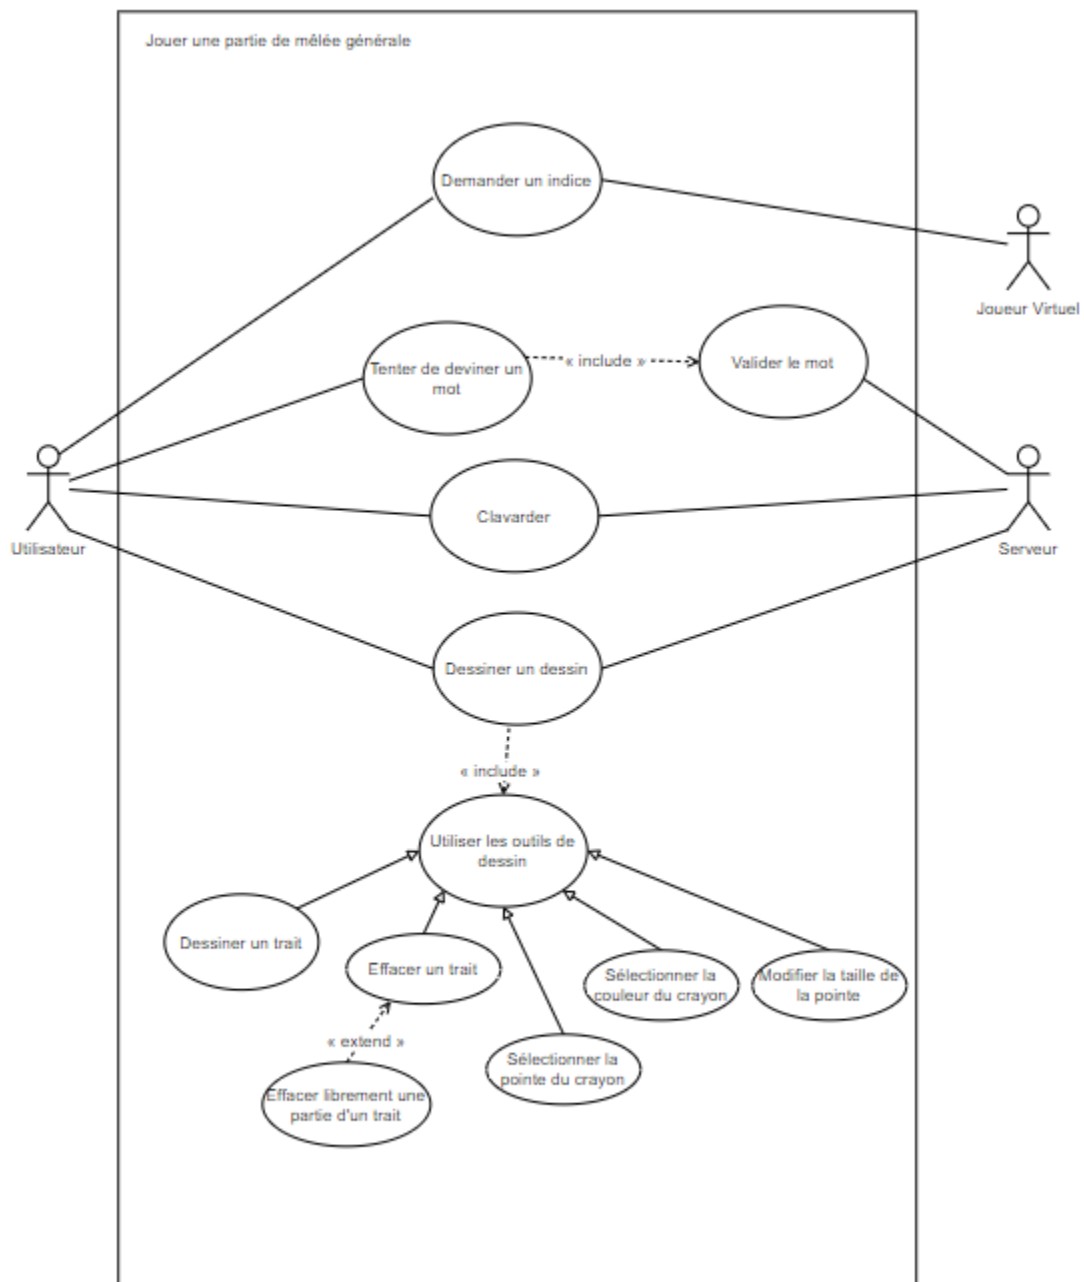 Jouer une partie de mêlée générale
Demander un indice
Joueur Virtuel
Tenter de deviner un
mot
« include »
Valider le mot
Utilisateur
Clavarder
Serveur
Dessiner un dessin
« include »
Utiliser les outils de
dessin
Dessiner un trait
Effacer un trait
Sélectionner la
couleur du crayon
Modifier la taille de
la pointe
« extend »
Sélectionner la
pointe du crayon
Effacer librement une
partie d'un trait